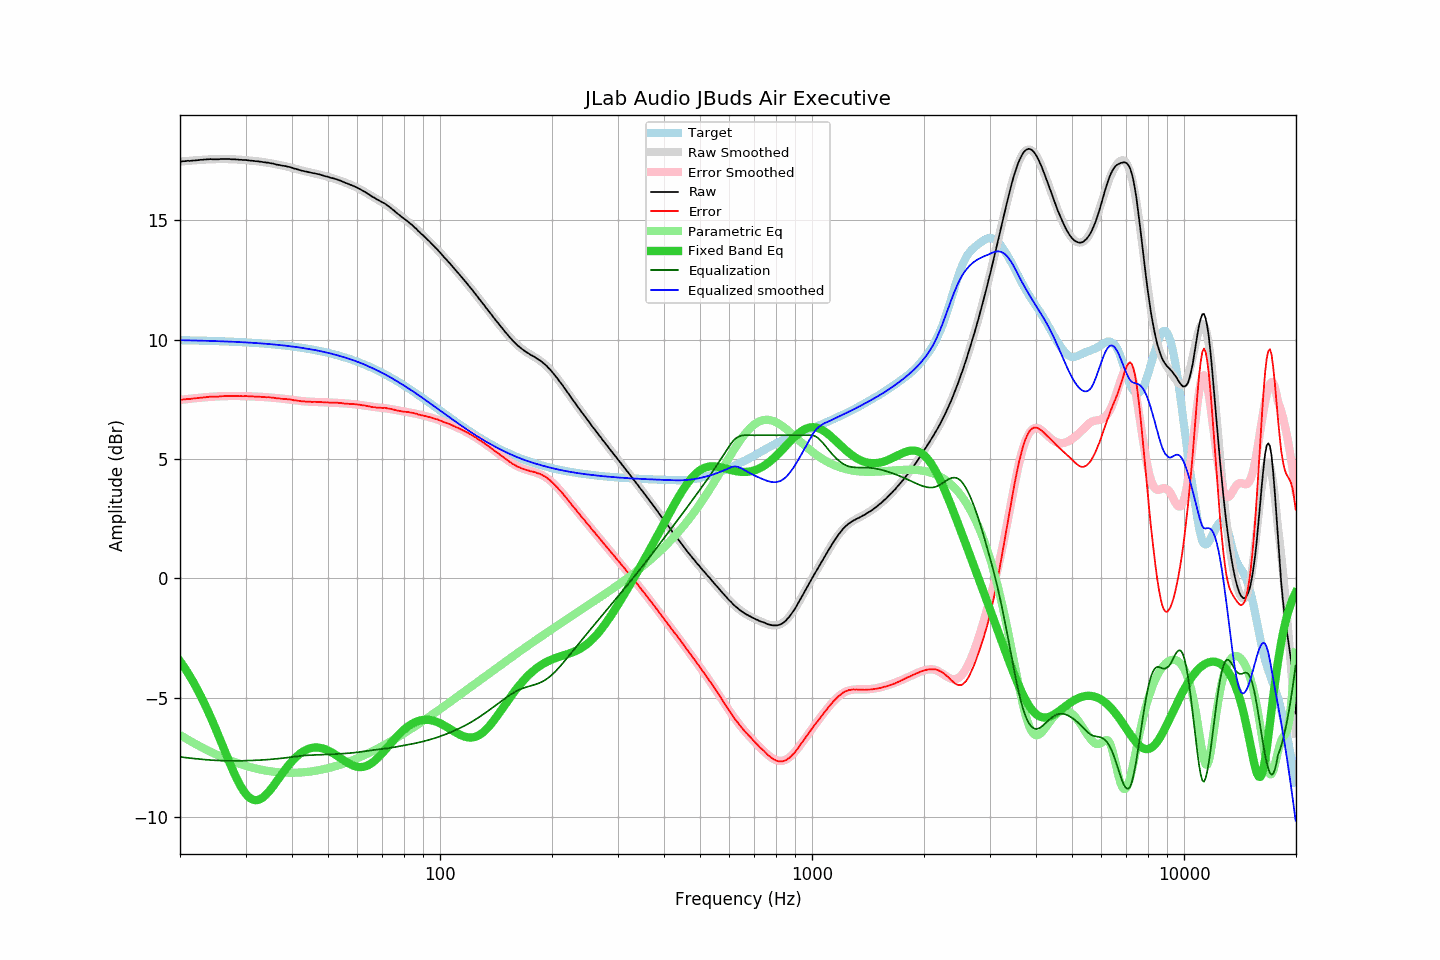 JLab Audio JBuds Air Executive
Target
Raw Smoothed
Error Smoothed
Raw
Error
Parametric Eq
Fixed Band Eq
Equalization
Equalized smoothed
15
10
5
0
−5
−10
Amplitude (dBr)
100
1000
10000
Frequency (Hz)